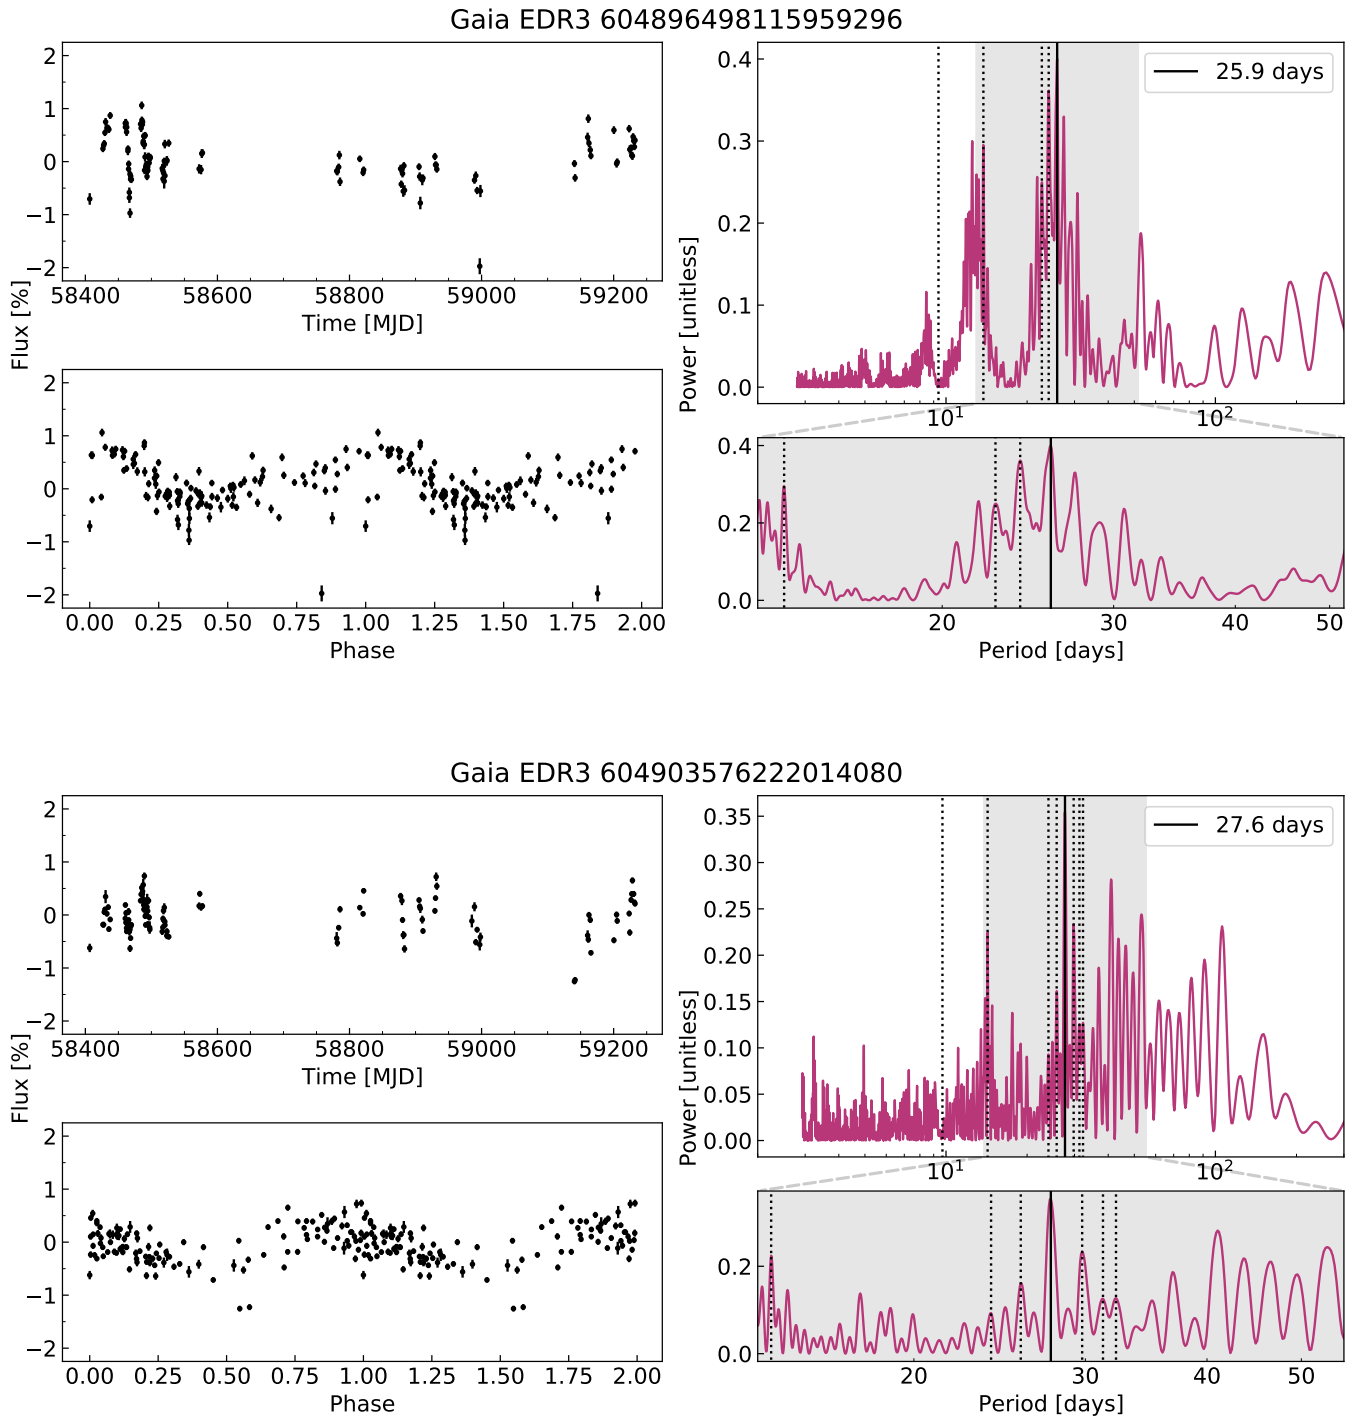 Gaia EDR3 604896498115959296
2
1
0
−1
−2
58400 58600 58800 59000 59200
Time [MJD]
Flux [%]
2
1
0
−1
−2
0.00 0.25 0.50 0.75 1.00 1.25 1.50 1.75 2.00
Phase
25.9 days
0.4
0.3
0.2
0.1
0.0
10¹ 10²
Power [unitless]
0.4
0.2
0.0
20 30 40 50
Period [days]
Gaia EDR3 604903576222014080
2
1
0
−1
−2
58400 58600 58800 59000 59200
Time [MJD]
Flux [%]
2
1
0
−1
−2
0.00 0.25 0.50 0.75 1.00 1.25 1.50 1.75 2.00
Phase
27.6 days
0.35
0.30
0.25
0.20
0.15
0.10
0.05
0.00
10¹ 10²
Power [unitless]
0.2
0.0
20 30 40 50
Period [days]